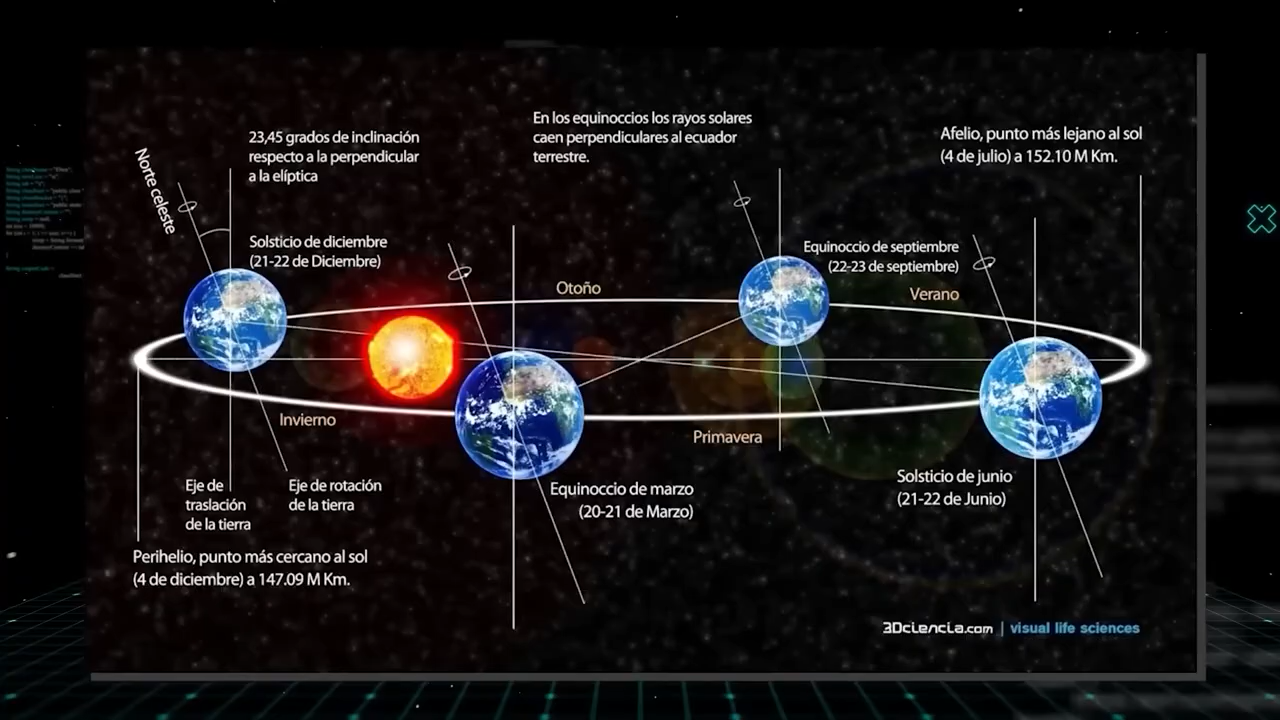 Norte celeste
23,45 grados de inclinación
respecto a la perpendicular
a la elíptica
En los equinoccios los rayos solares
caen perpendiculares al ecuador
terrestre.
Afelio, punto más lejano al sol
(4 de julio) a 152.10 M Km.
Solsticio de diciembre
(21-22 de Diciembre)
Otoño
Equinoccio de septiembre
(22-23 de septiembre)
Verano
Invierno
Primavera
Eje de
traslación
de la tierra
Eje de rotación
de la tierra
Equinoccio de marzo
(20-21 de Marzo)
Solsticio de junio
(21-22 de Junio)
Perihelio, punto más cercano al sol
(4 de diciembre) a 147.09 M Km.
3Dciencia.com | visual life sciences